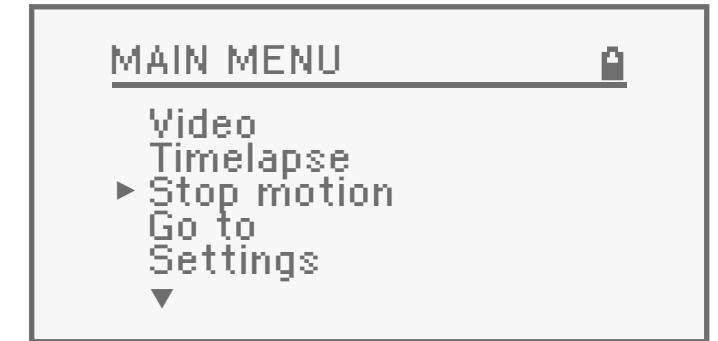 MAIN MENU
Video
Timelapse
Stop motion
Go to
Settings